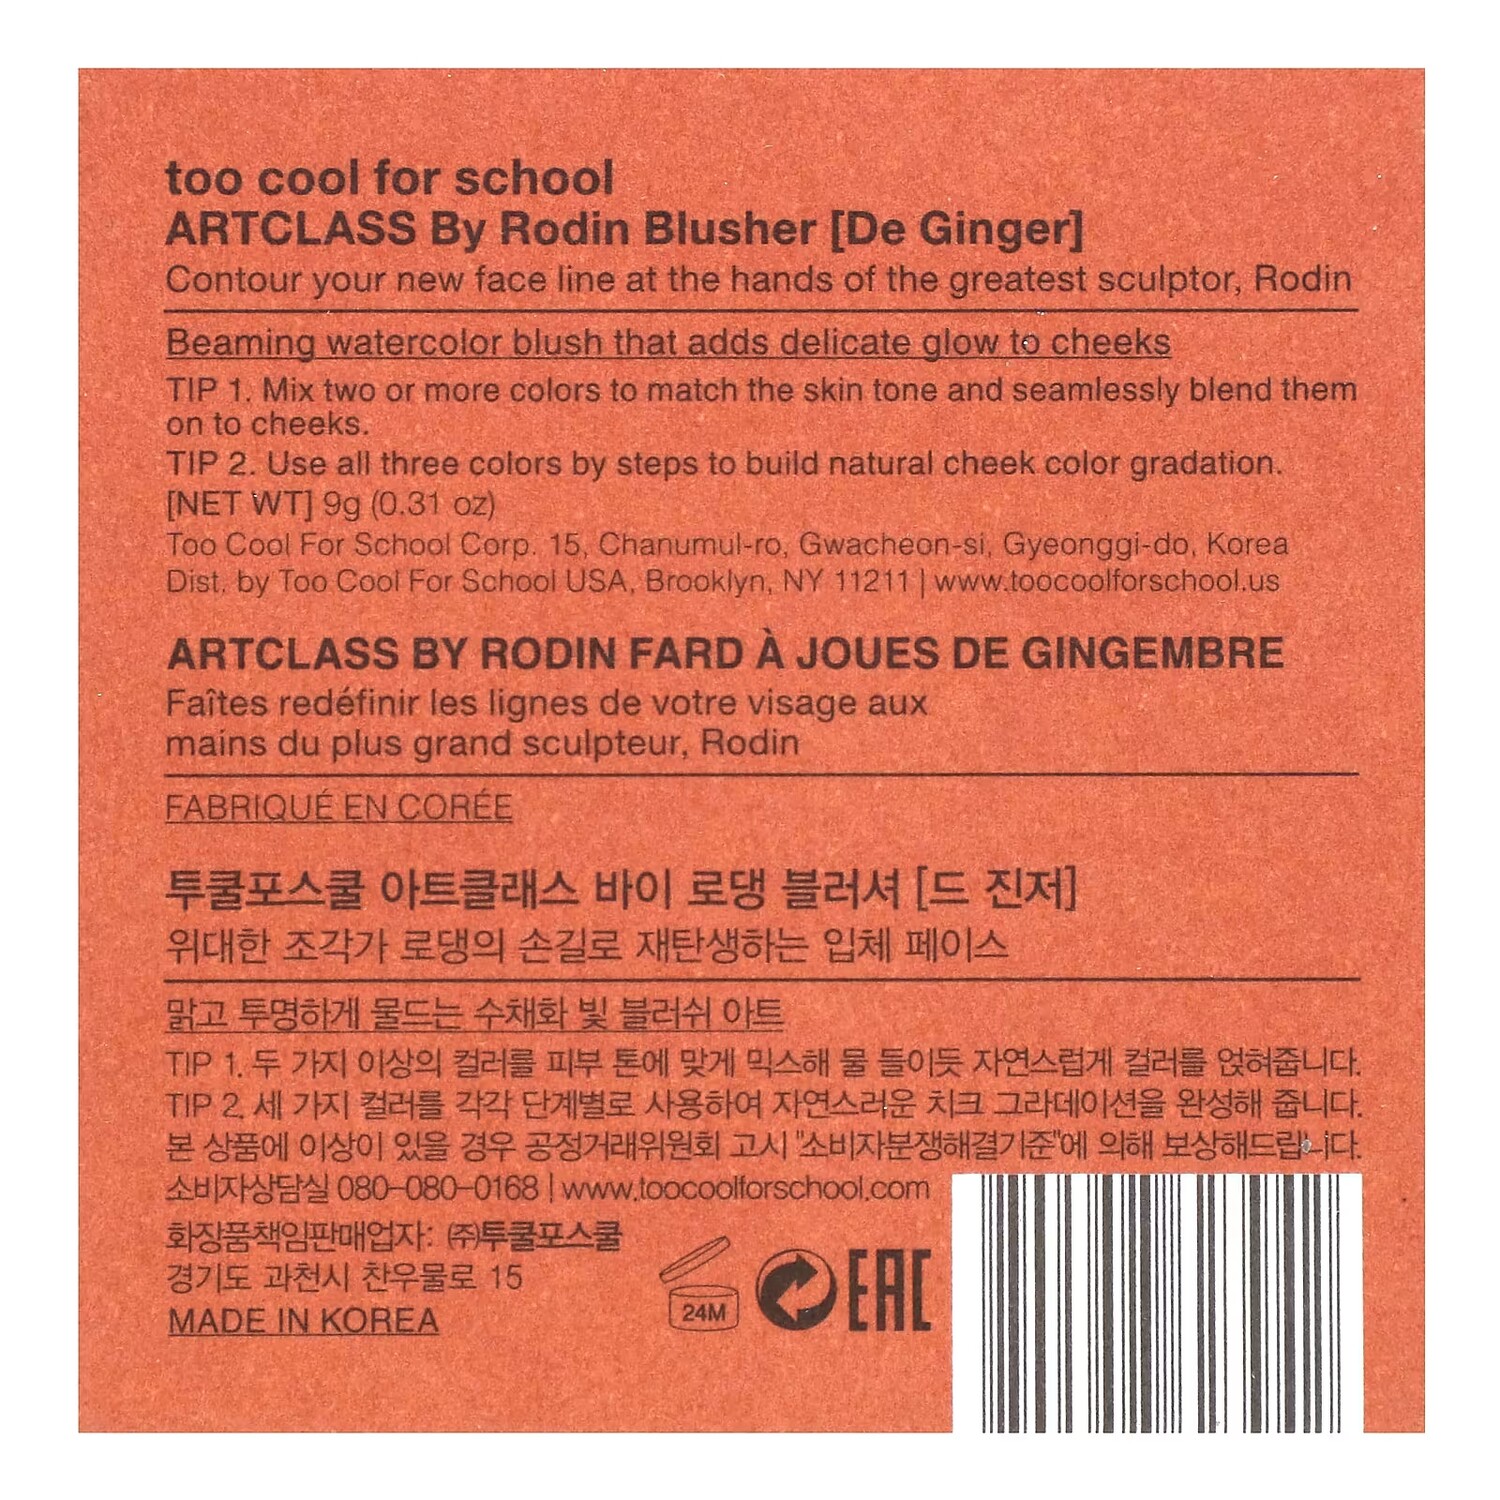 too cool for school
ARTCLASS By Rodin Blusher [De Ginger]
Contour your new face line at the hands of the greatest sculptor, Rodin
Beaming watercolor blush that adds delicate glow to cheeks
TIP 1. Mix two or more colors to match the skin tone and seamlessly blend them
on to cheeks.
TIP 2. Use all three colors by steps to build natural cheek color gradation.
[NET WT] 9g (0.31 oz)
Too Cool For School Corp. 15, Chanumul-ro, Gwacheon-si, Gyeonggi-do, Korea
Dist. by Too Cool For School USA, Brooklyn, NY 11211 | www.toocoolforschool.us
ARTCLASS BY RODIN FARD À JOUES DE GINGEMBRE
Faîtes redéfinir les lignes de votre visage aux
mains du plus grand sculpteur, Rodin
FABRIQUÉ EN CORÉE
투쿨포스쿨 아트클래스 바이 로댕 블러셔 [드 진저]
위대한 조각가 로댕의 손길로 재탄생하는 입체 페이스
맑고 투명하게 물드는 수채화 빛 블러쉬 아트
TIP 1. 두 가지 이상의 컬러를 피부 톤에 맞게 믹스해 물 들이듯 자연스럽게 컬러를 얹혀줍니다.
TIP 2. 세 가지 컬러를 각각 단계별로 사용하여 자연스러운 치크 그라데이션을 완성해 줍니다.
본 상품에 이상이 있을 경우 공정거래위원회 고시 "소비자분쟁해결기준"에 의해 보상해드립니다.
소비자상담실 080-080-0168 | www.toocoolforschool.com
화장품책임판매업자: ㈜투쿨포스쿨
경기도 과천시 찬우물로 15
MADE IN KOREA
24M
EAC